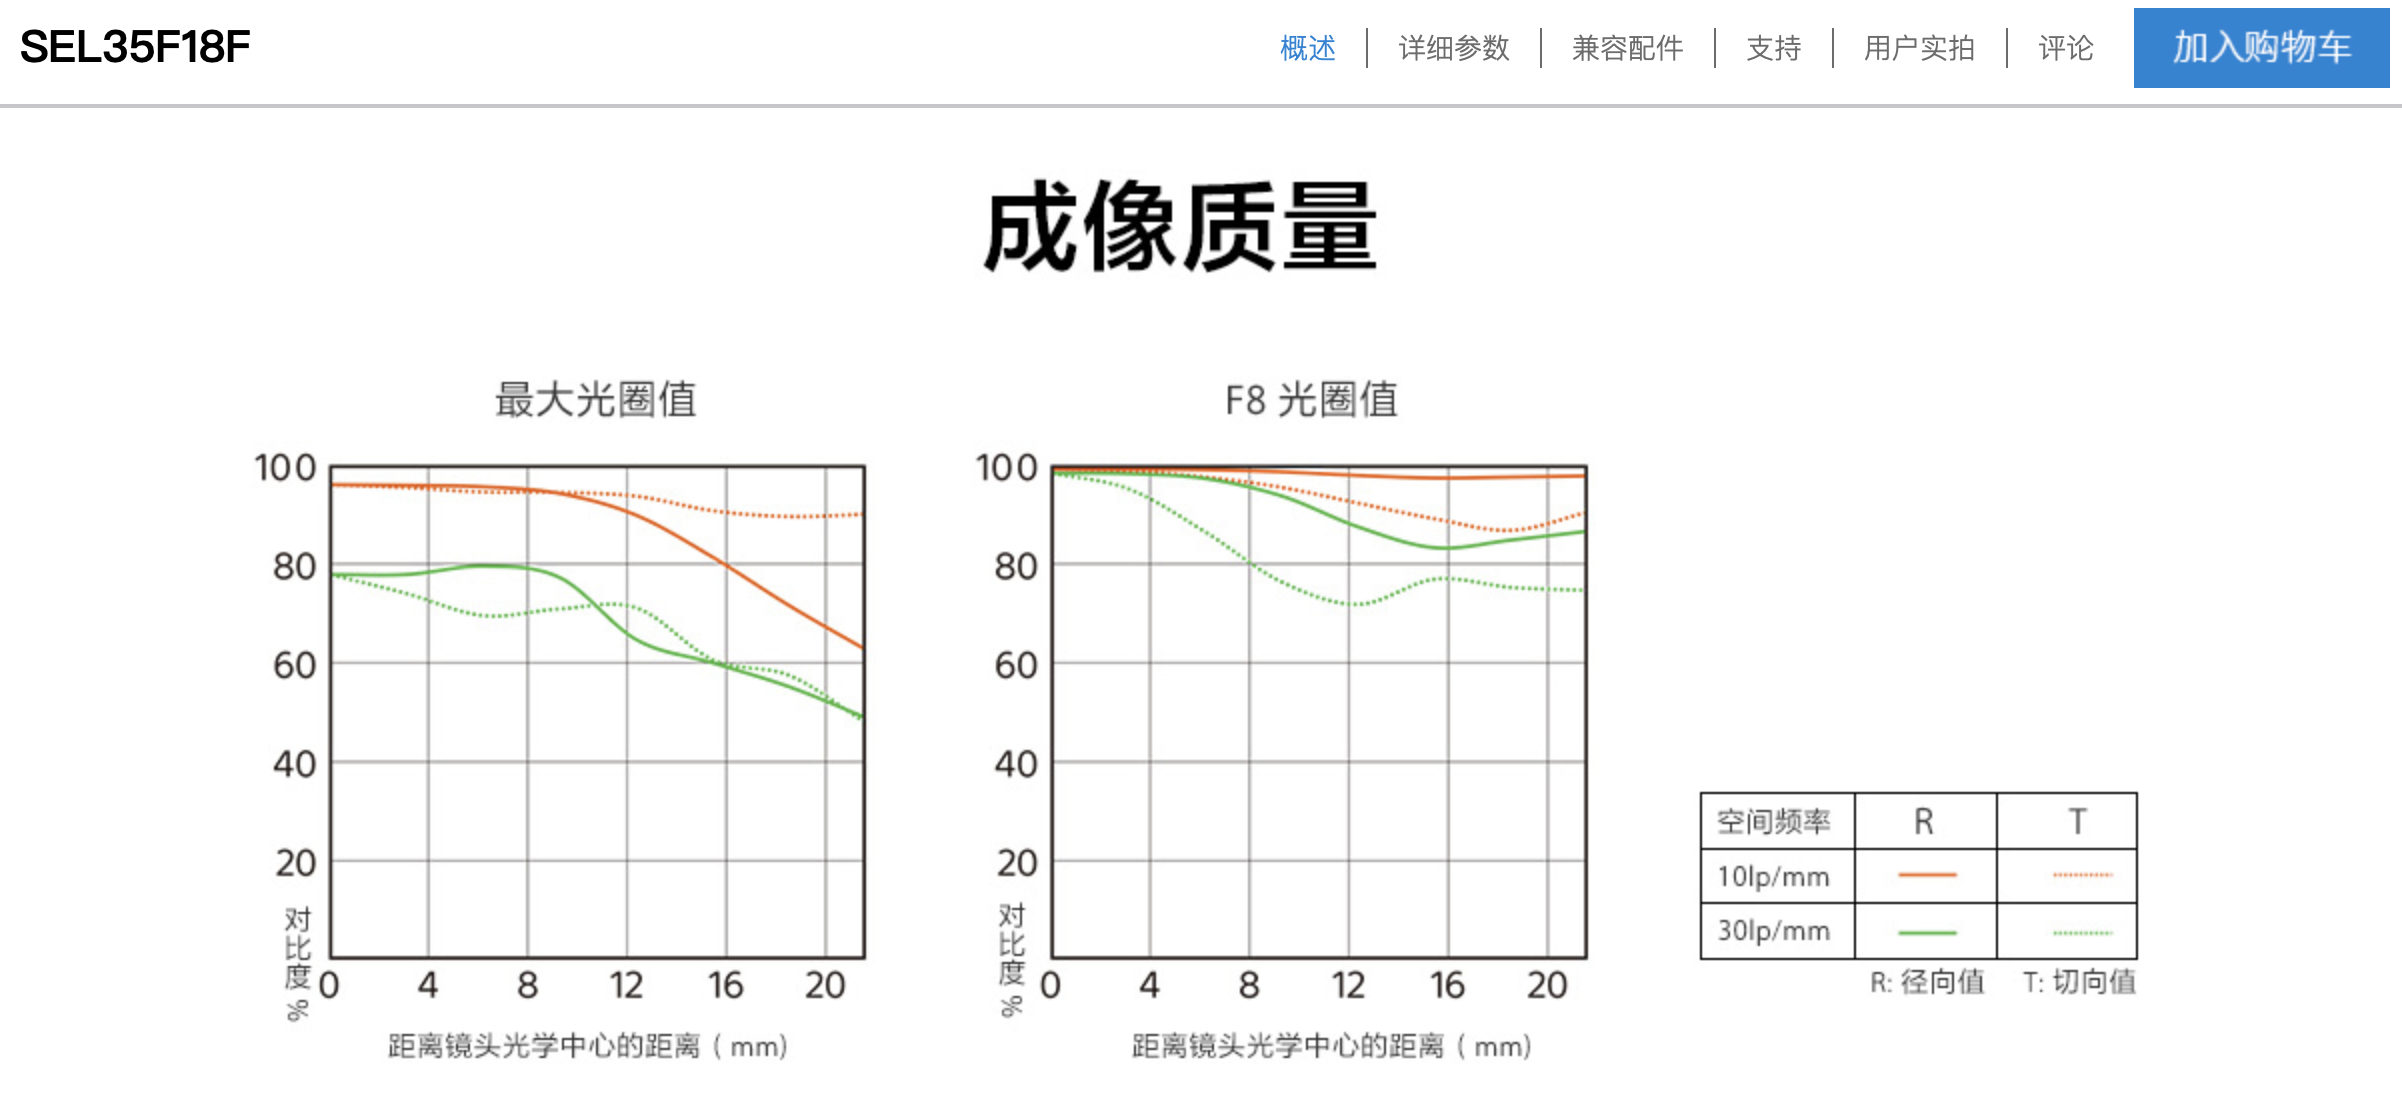 SEL35F18F
概述
详细参数
兼容配件
支持
用户实拍
评论
加入购物车
成像质量
最大光圈值
100
80
60
40
20
对比度 %
0 4 8 12 16 20
距离镜头光学中心的距离 ( mm)
F8 光圈值
100
80
60
40
20
对比度 %
0 4 8 12 16 20
距离镜头光学中心的距离 ( mm)
空间频率 R T
10lp/mm
30lp/mm
R: 径向值 T: 切向值